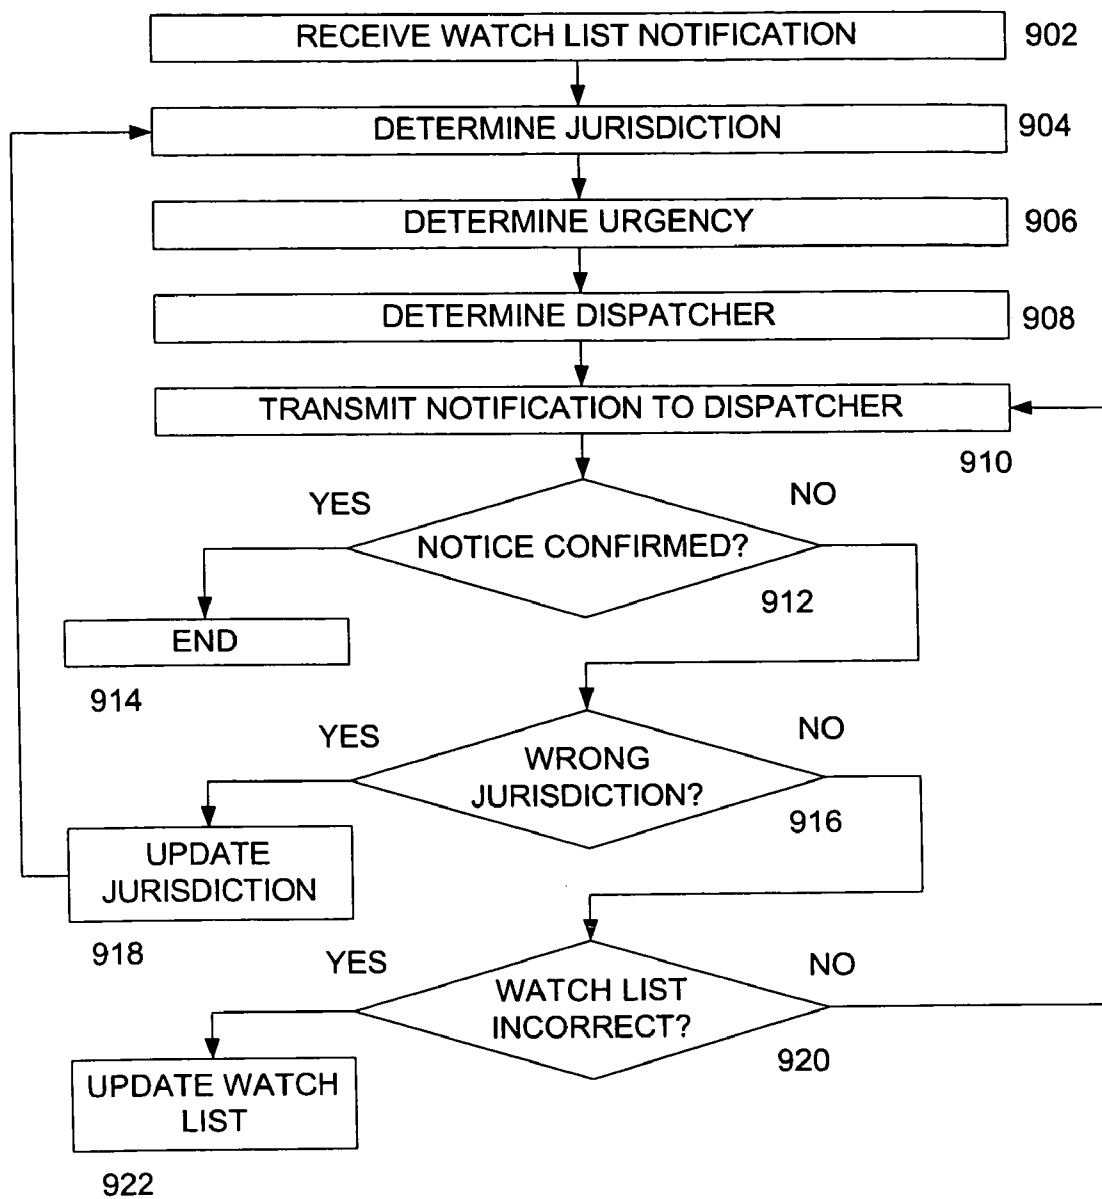 RECEIVE WATCH LIST NOTIFICATION
902
DETERMINE JURISDICTION
904
DETERMINE URGENCY
906
DETERMINE DISPATCHER
908
TRANSMIT NOTIFICATION TO DISPATCHER
910
YES
NO
NOTICE CONFIRMED?
912
END
914
YES
NO
WRONG
JURISDICTION?
916
UPDATE
JURISDICTION
918
YES
NO
WATCH LIST
INCORRECT?
920
UPDATE WATCH
LIST
922